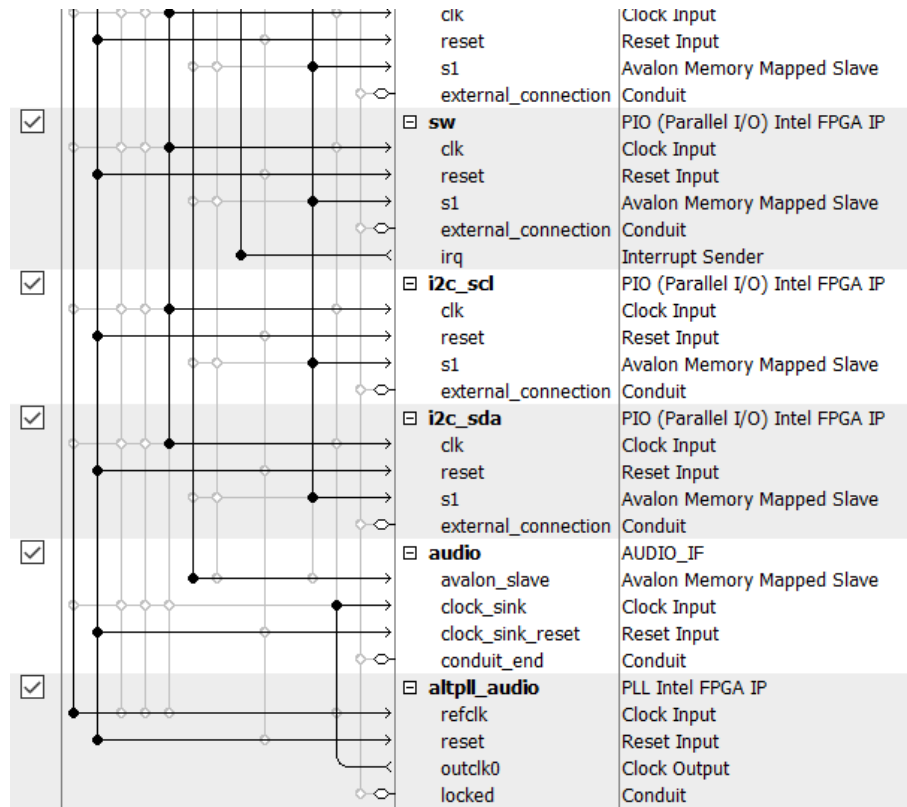 clk Clock Input
reset Reset Input
s1 Avalon Memory Mapped Slave
external_connection Conduit
sw PIO (Parallel I/O) Intel FPGA IP
clk Clock Input
reset Reset Input
s1 Avalon Memory Mapped Slave
external_connection Conduit
irq Interrupt Sender
i2c_scl PIO (Parallel I/O) Intel FPGA IP
clk Clock Input
reset Reset Input
s1 Avalon Memory Mapped Slave
external_connection Conduit
i2c_sda PIO (Parallel I/O) Intel FPGA IP
clk Clock Input
reset Reset Input
s1 Avalon Memory Mapped Slave
external_connection Conduit
audio AUDIO_IF
avalon_slave Avalon Memory Mapped Slave
clock_sink Clock Input
clock_sink_reset Reset Input
conduit_end Conduit
altpll_audio PLL Intel FPGA IP
refclk Clock Input
reset Reset Input
outclk0 Clock Output
locked Conduit